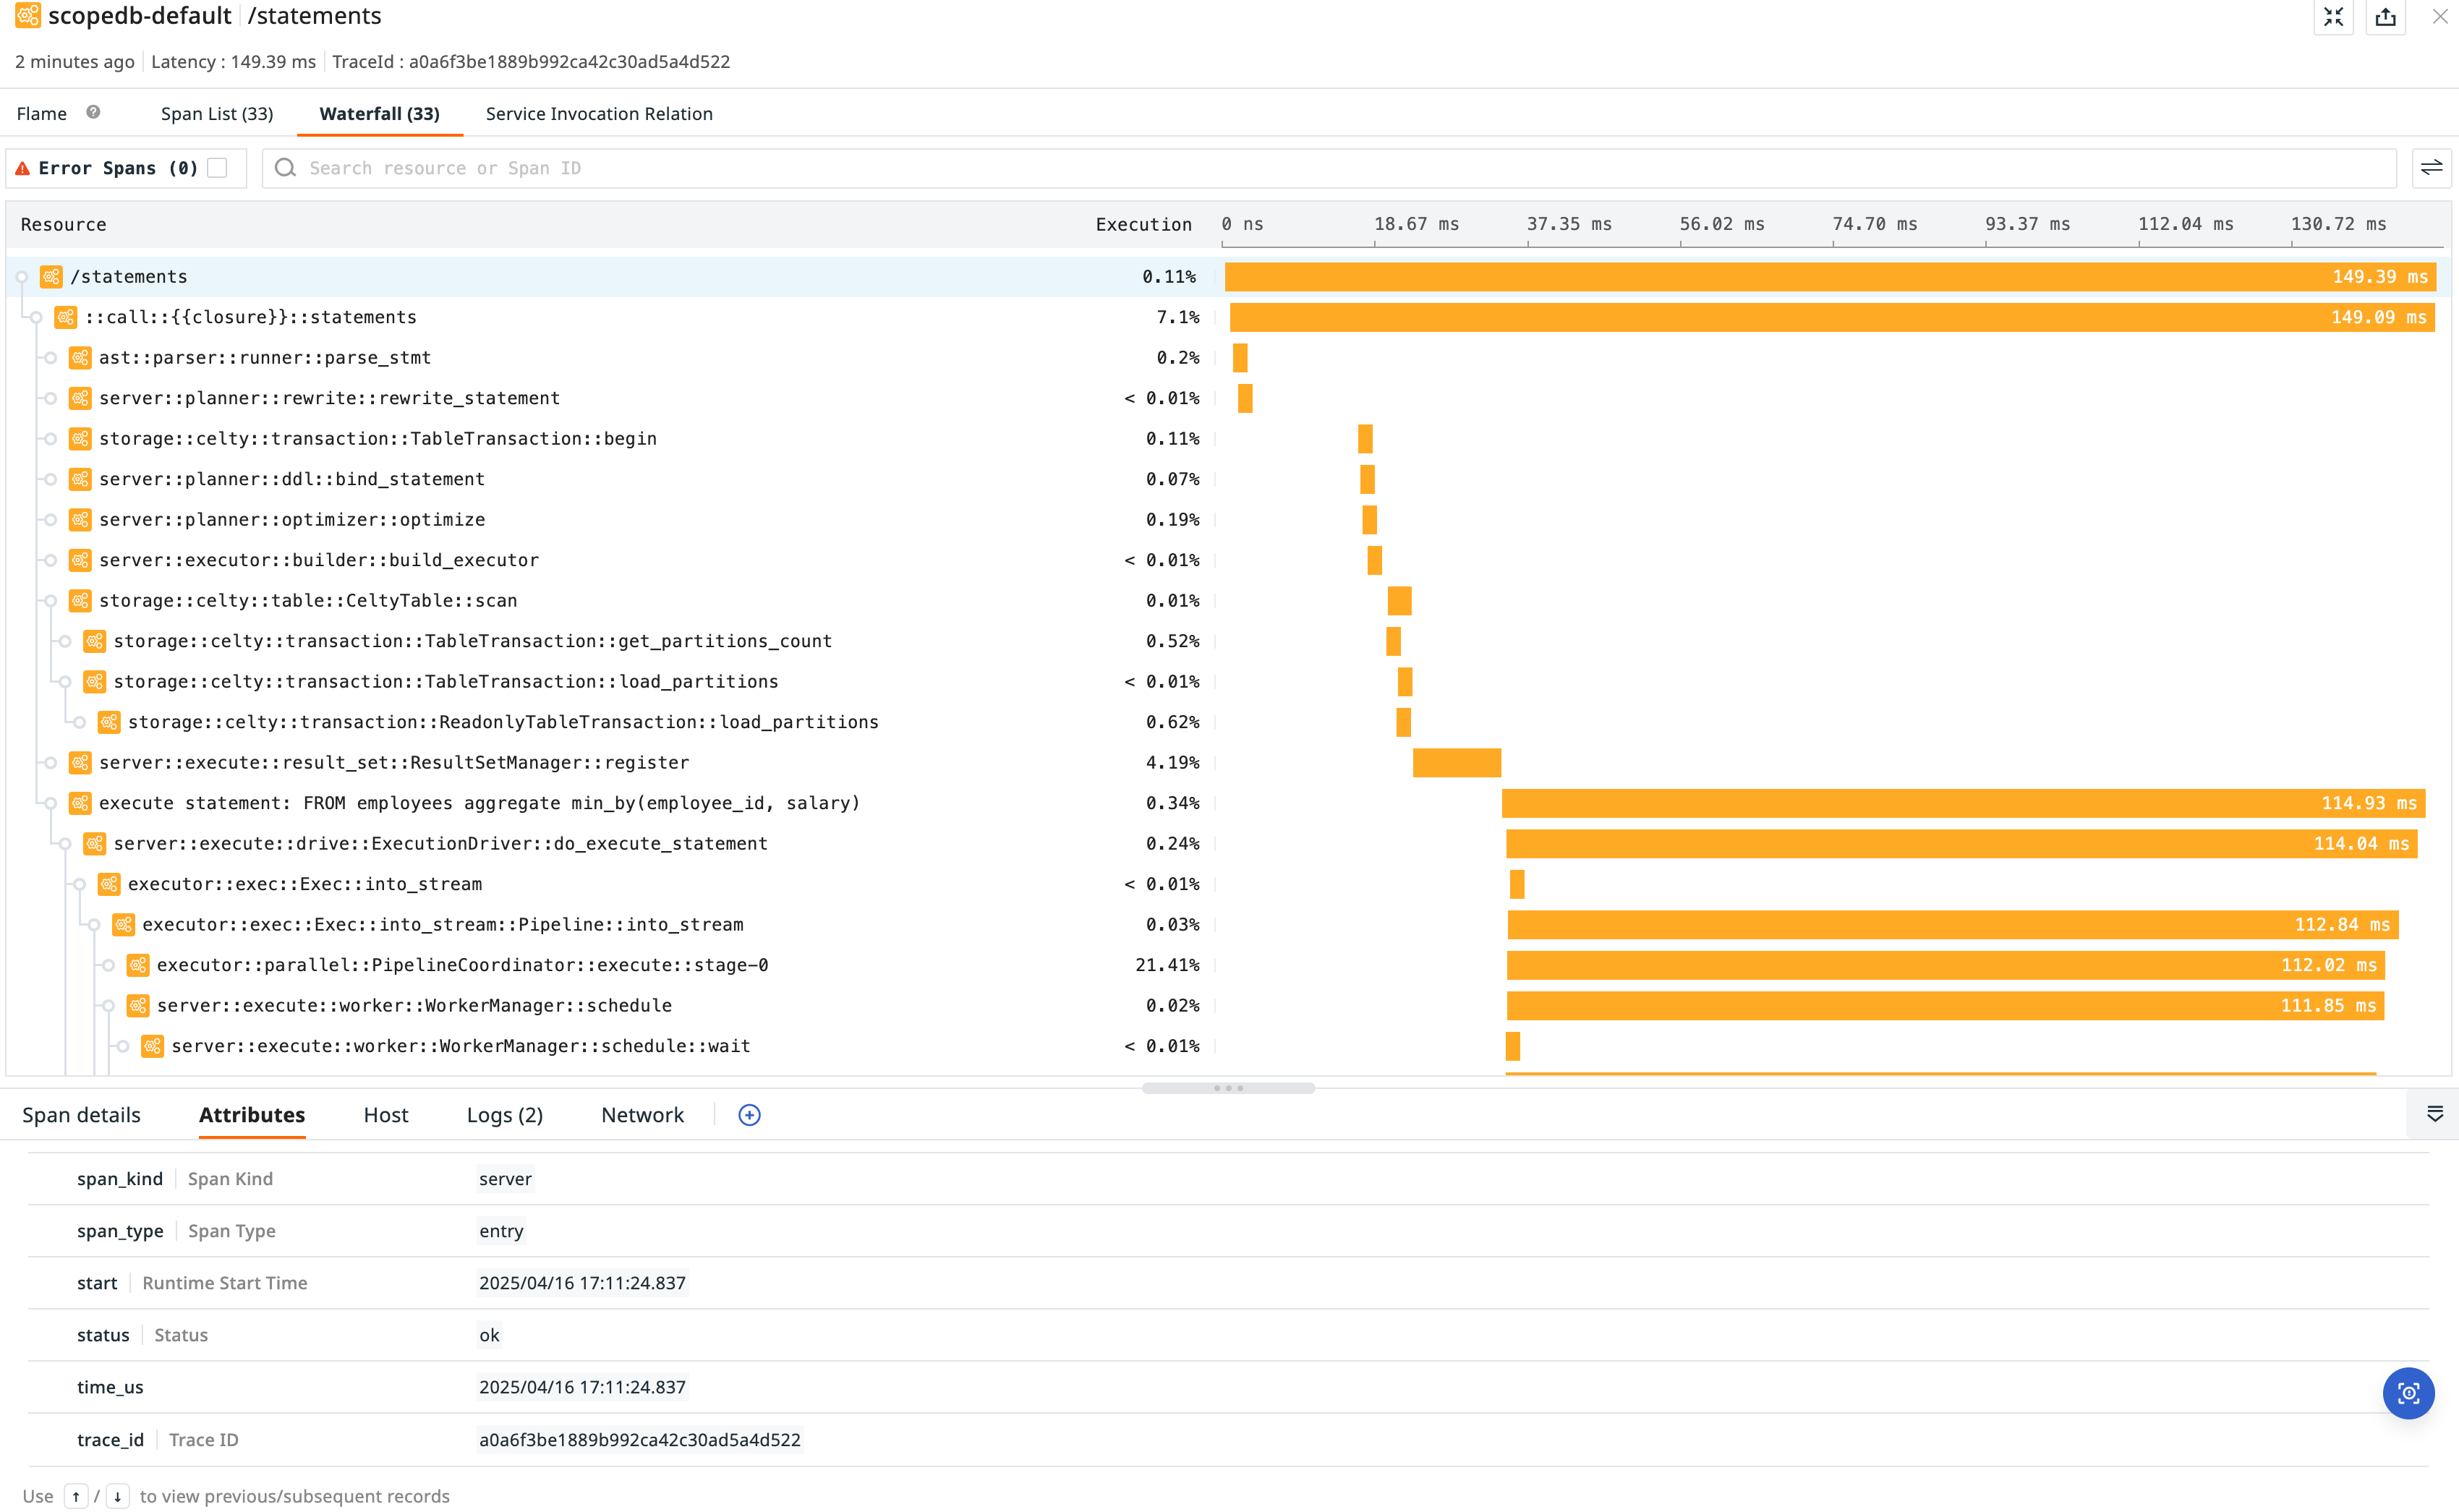 scopedb-default /statements
2 minutes ago Latency : 149.39 ms TraceId : a0a6f3be1889b992ca42c30ad5a4d522
Flame ? Span List (33) Waterfall (33) Service Invocation Relation
Error Spans (0) Search resource or Span ID
Resource Execution 0 ns 18.67 ms 37.35 ms 56.02 ms 74.70 ms 93.37 ms 112.04 ms 130.72 ms
/statements 0.11% 149.39 ms
::call::{{closure}}::statements 7.1% 149.09 ms
ast::parser::runner::parse_stmt 0.2%
server::planner::rewrite::rewrite_statement < 0.01%
storage::celty::transaction::TableTransaction::begin 0.11%
server::planner::ddl::bind_statement 0.07%
server::planner::optimizer::optimize 0.19%
server::executor::builder::build_executor < 0.01%
storage::celty::table::CeltyTable::scan 0.01%
storage::celty::transaction::TableTransaction::get_partitions_count 0.52%
storage::celty::transaction::TableTransaction::load_partitions < 0.01%
storage::celty::transaction::ReadonlyTableTransaction::load_partitions 0.62%
server::execute::result_set::ResultSetManager::register 4.19%
execute statement: FROM employees aggregate min_by(employee_id, salary) 0.34% 114.93 ms
server::execute::drive::ExecutionDriver::do_execute_statement 0.24% 114.04 ms
executor::exec::Exec::into_stream < 0.01%
executor::exec::Exec::into_stream::Pipeline::into_stream 0.03% 112.84 ms
executor::parallel::PipelineCoordinator::execute::stage-0 21.41% 112.02 ms
server::execute::worker::WorkerManager::schedule 0.02% 111.85 ms
server::execute::worker::WorkerManager::schedule::wait < 0.01%
Span details Attributes Host Logs (2) Network
span_kind Span Kind server
span_type Span Type entry
start Runtime Start Time 2025/04/16 17:11:24.837
status Status ok
time_us 2025/04/16 17:11:24.837
trace_id Trace ID a0a6f3be1889b992ca42c30ad5a4d522
Use ↑ / ↓ to view previous/subsequent records